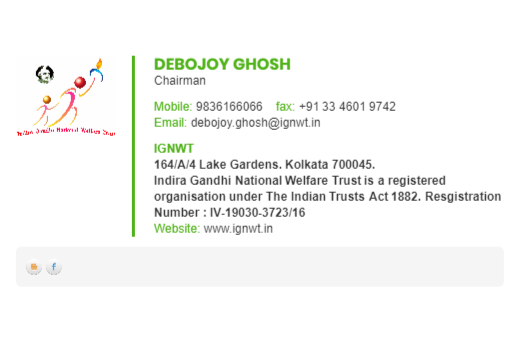 DEBOJOY GHOSH
Chairman
Mobile: 9836166066 fax: +91 33 4601 9742
Email: debojoy.ghosh@ignwt.in
Indira Gandhi National Welfare Trust
IGNWT
164/A/4 Lake Gardens. Kolkata 700045.
Indira Gandhi National Welfare Trust is a registered
organisation under The Indian Trusts Act 1882. Resgistration
Number : IV-19030-3723/16
Website: www.ignwt.in